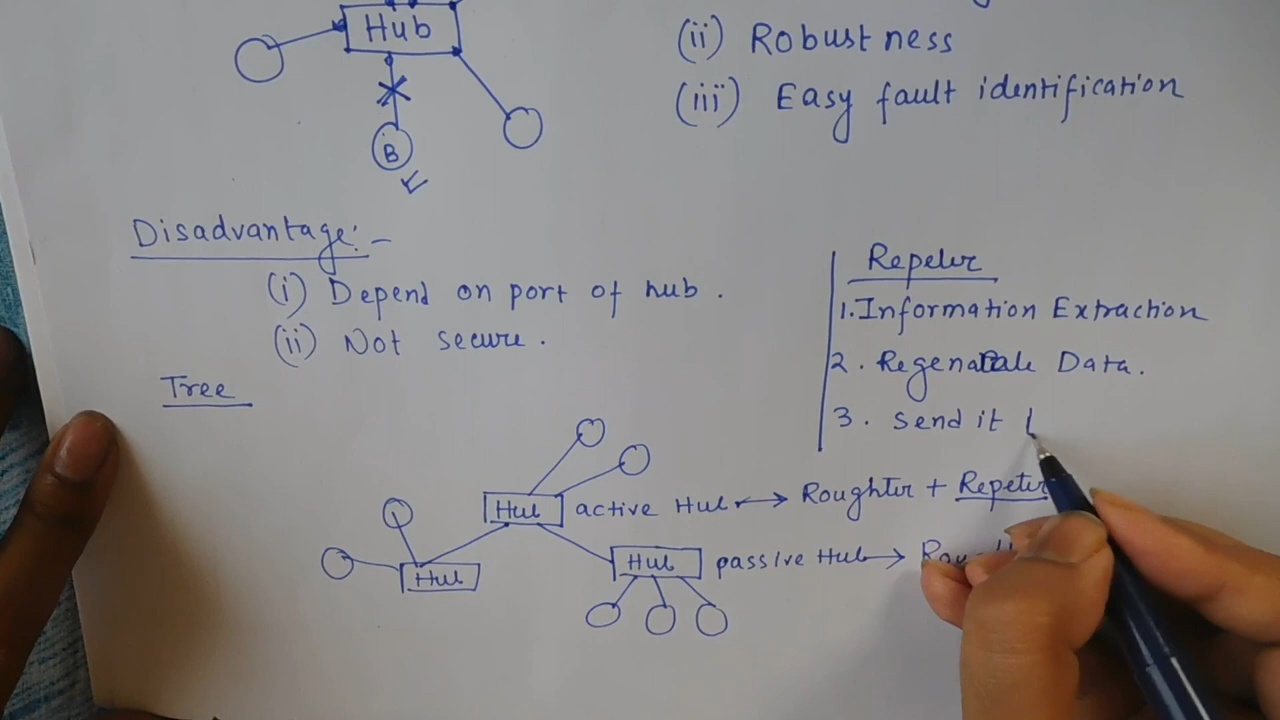 Hub
(ii) Robustness
(iii) Easy fault identification
B
Disadvantage:-
(i) Depend on port of hub.
(ii) Not secure.
Repeter
1. Information Extraction
2. Regenarate Data.
3. Send it
Tree
Hub active Hub Roughter + Repeter
Hub passive Hub
Hub